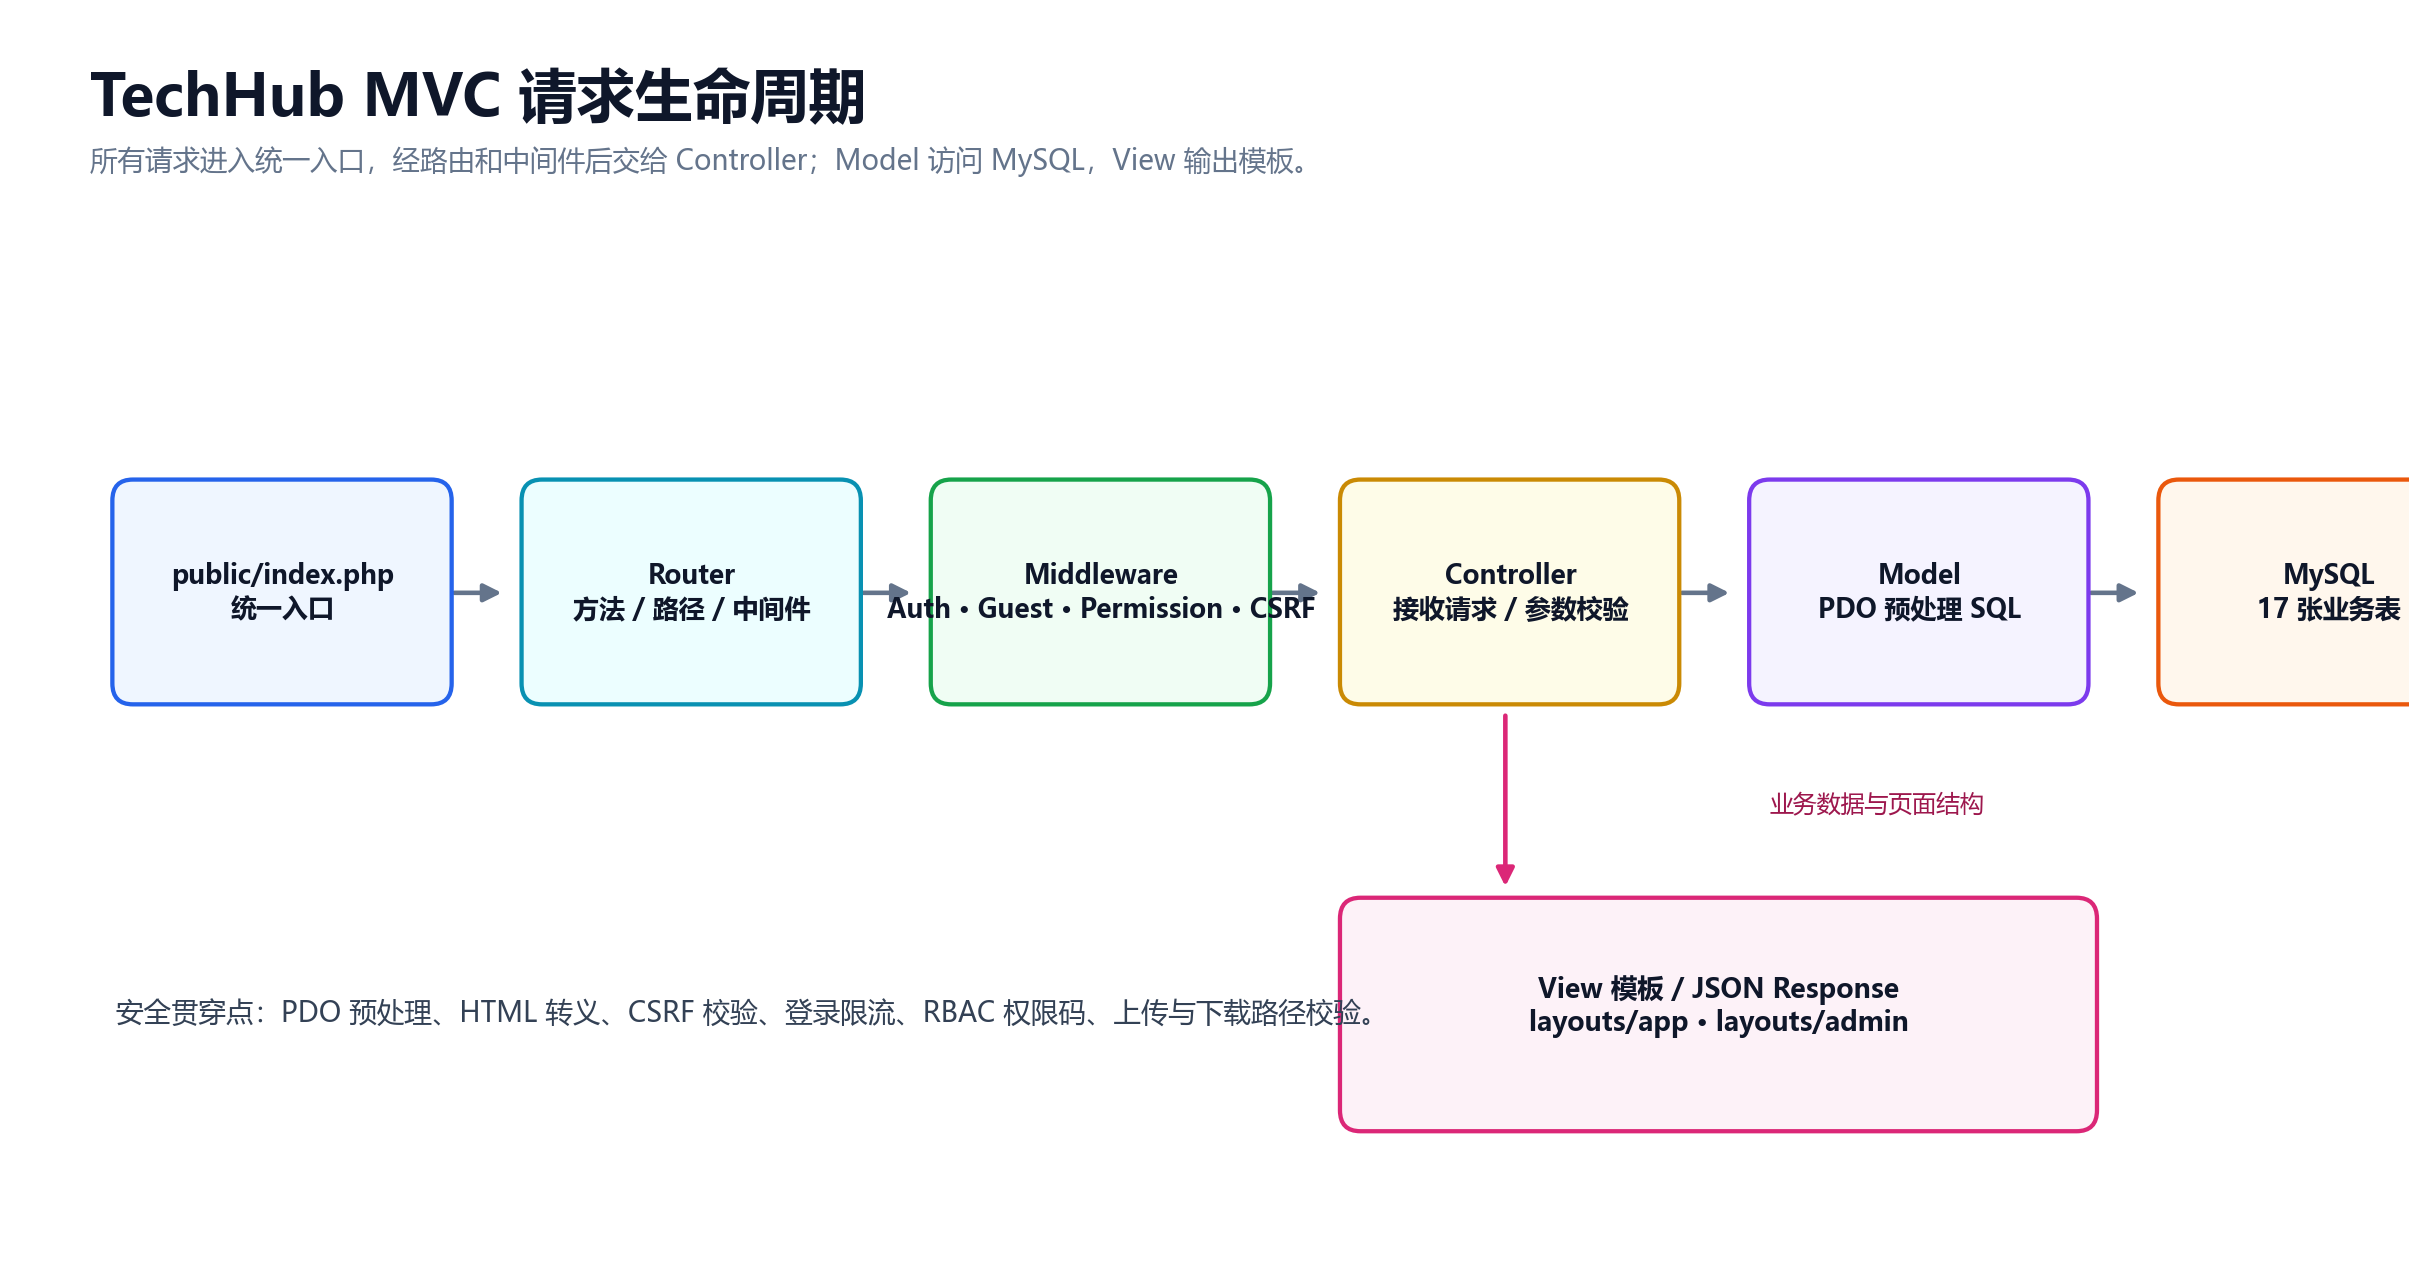 TechHub MVC 请求生命周期
所有请求进入统一入口，经路由和中间件后交给 Controller；Model 访问 MySQL，View 输出模板。
public/index.php
统一入口
Router
方法 / 路径 / 中间件
Middleware
Auth • Guest • Permission • CSRF
Controller
接收请求 / 参数校验
Model
PDO 预处理 SQL
MySQL
17 张业务表
业务数据与页面结构
安全贯穿点：PDO 预处理、HTML 转义、CSRF 校验、登录限流、RBAC 权限码、上传与下载路径校验。
View 模板 / JSON Response
layouts/app • layouts/admin